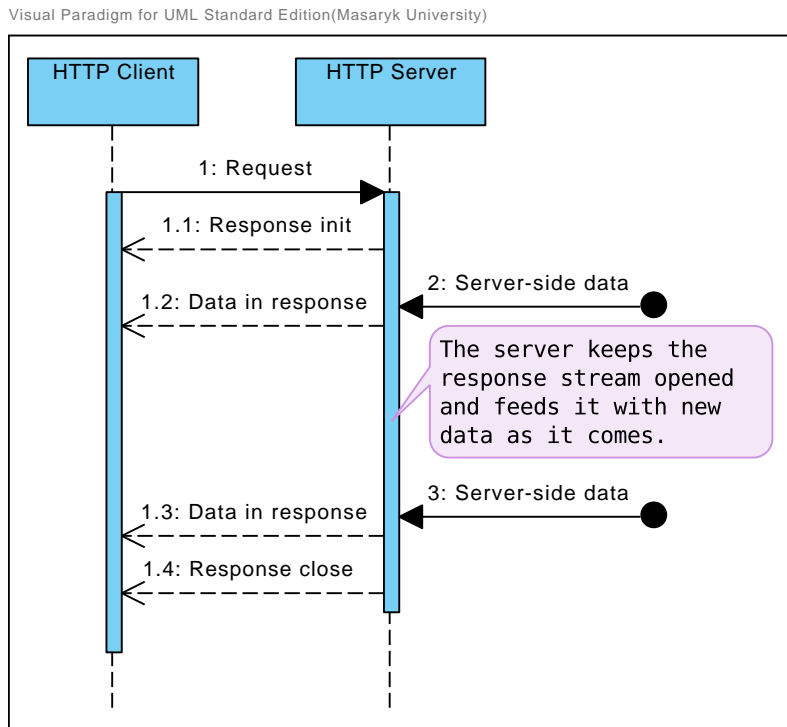 Visual Paradigm for UML Standard Edition(Masaryk University)
HTTP Client
HTTP Server
1: Request
1.1: Response init
2: Server-side data
1.2: Data in response
The server keeps the
response stream opened
and feeds it with new
data as it comes.
3: Server-side data
1.3: Data in response
1.4: Response close